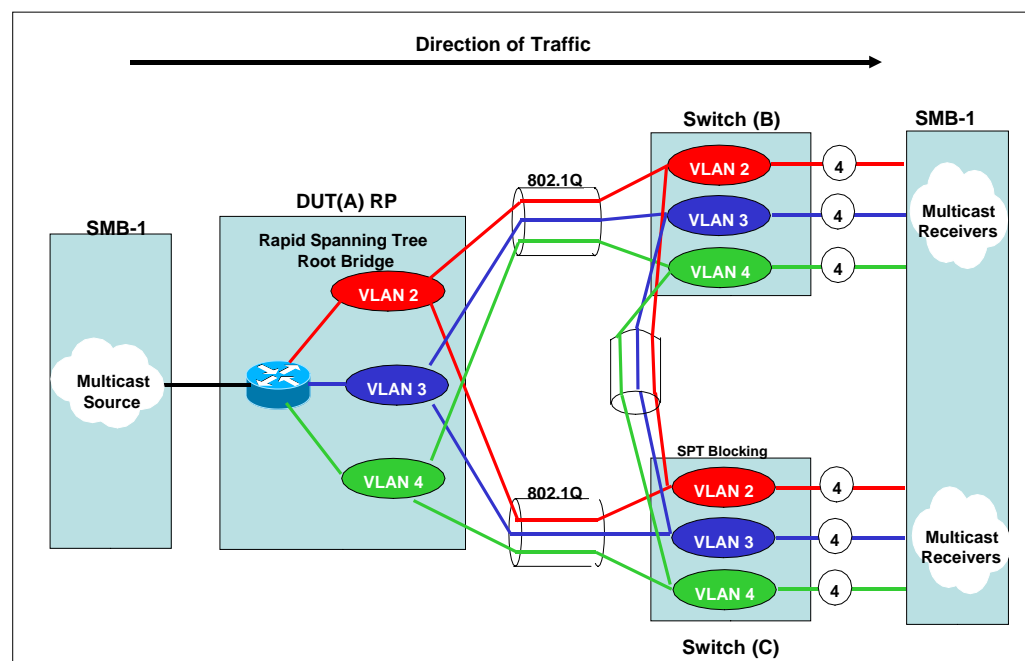 Direction of Traffic
SMB-1
Multicast
Source
DUT(A) RP
Rapid Spanning Tree
Root Bridge
VLAN 2
VLAN 3
VLAN 4
802.1Q
802.1Q
Switch (B)
VLAN 2
VLAN 3
VLAN 4
4
4
4
SPT Blocking
VLAN 2
VLAN 3
VLAN 4
4
4
4
Switch (C)
SMB-1
Multicast
Receivers
Multicast
Receivers